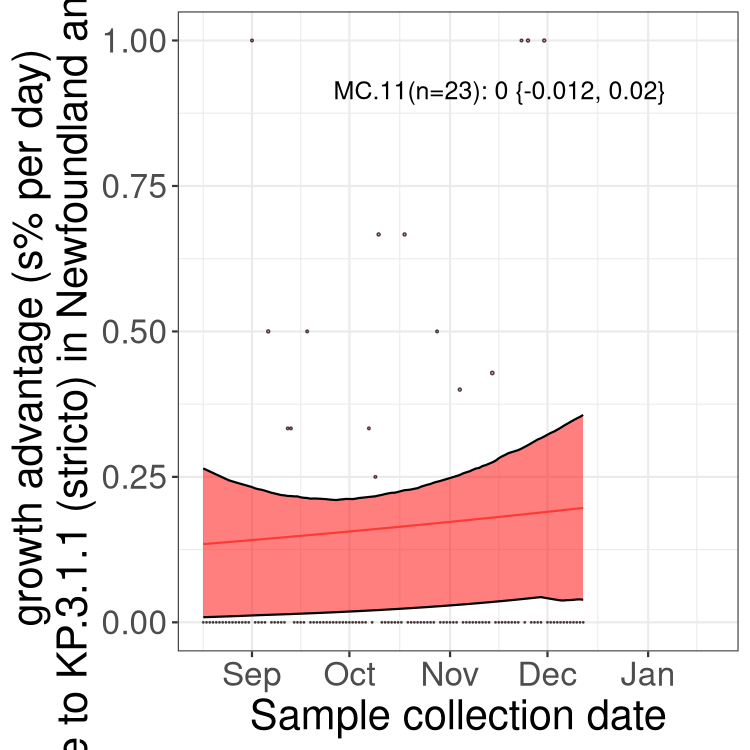 growth advantage (s% per day)
e to KP.3.1.1 (stricto) in Newfoundland an
1.00
0.75
0.50
0.25
0.00
MC.11(n=23): 0 {-0.012, 0.02}
Sep Oct Nov Dec Jan
Sample collection date